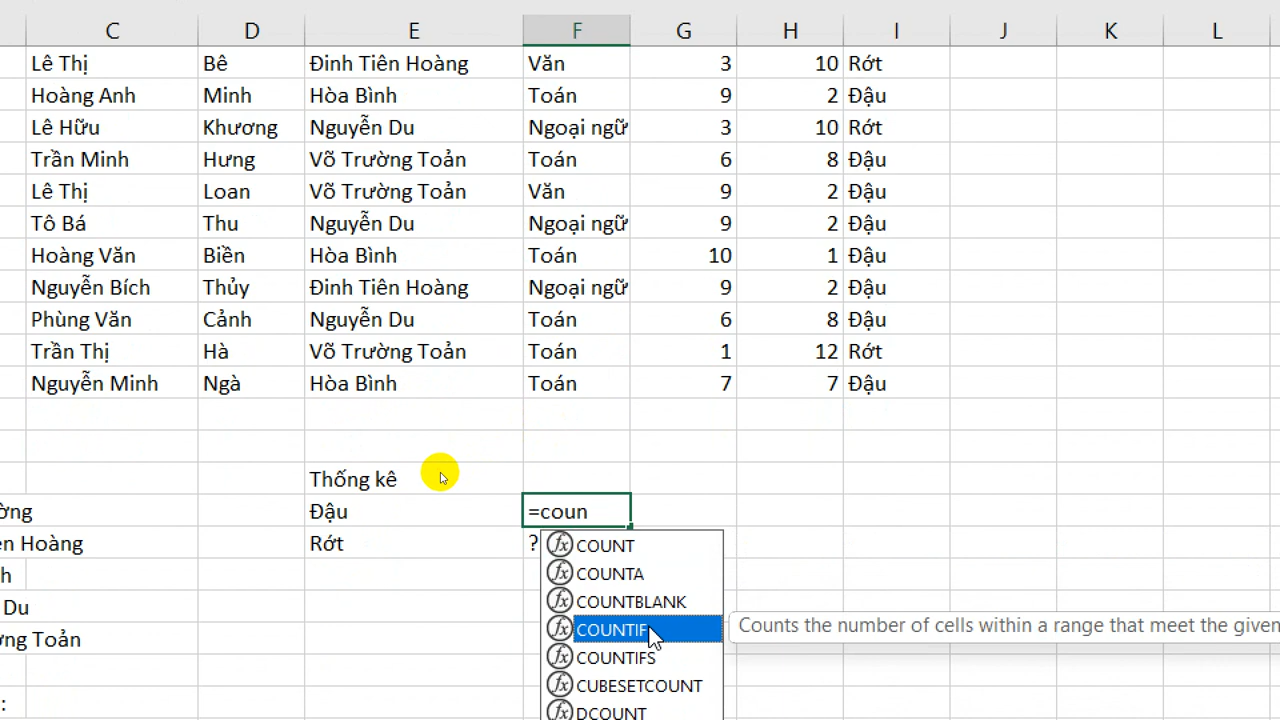 C D E F G H I J K L
Lê Thị Bê Đinh Tiên Hoàng Văn 3 10 Rớt
Hoàng Anh Minh Hòa Bình Toán 9 2 Đậu
Lê Hữu Khương Nguyễn Du Ngoại ngữ 3 10 Rớt
Trần Minh Hưng Võ Trường Toản Toán 6 8 Đậu
Lê Thị Loan Võ Trường Toản Văn 9 2 Đậu
Tô Bá Thu Nguyễn Du Ngoại ngữ 9 2 Đậu
Hoàng Văn Biền Hòa Bình Toán 10 1 Đậu
Nguyễn Bích Thủy Đinh Tiên Hoàng Ngoại ngữ 9 2 Đậu
Phùng Văn Cảnh Nguyễn Du Toán 6 8 Đậu
Trần Thị Hà Võ Trường Toản Toán 1 12 Rớt
Nguyễn Minh Ngà Hòa Bình Toán 7 7 Đậu
Thống kê
ờng Đậu =coun
ên Hoàng Rớt ?
fx COUNT
h fx COUNTA
Du fx COUNTBLANK
fx COUNTIF Counts the number of cells within a range that meet the given
ờng Toản
fx COUNTIFS
fx CUBESETCOUNT
: fx DCOUNT